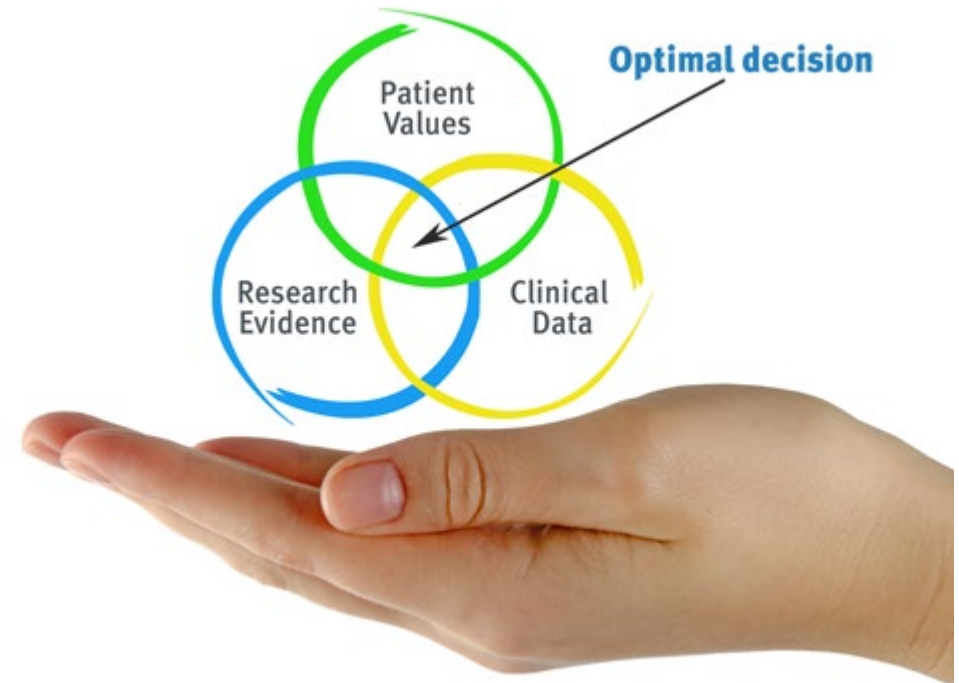 Optimal decision
Patient
Values
Research
Evidence
Clinical
Data